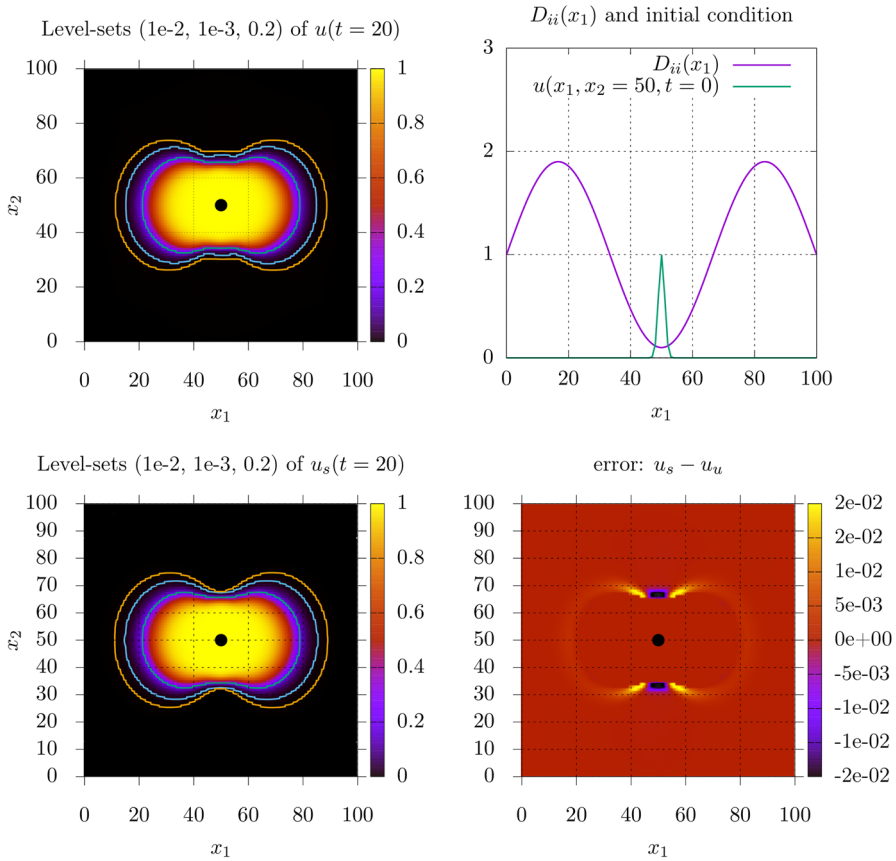 Level-sets (1e-2, 1e-3, 0.2) of u(t = 20)
100
80
60
40
20
0
x₂
0 20 40 60 80 100
x₁
1
0.8
0.6
0.4
0.2
0
Dᵢᵢ(x₁) and initial condition
Dᵢᵢ(x₁)
u(x₁, x₂ = 50, t = 0)
3
2
1
0
0 20 40 60 80 100
x₁
Level-sets (1e-2, 1e-3, 0.2) of uₛ(t = 20)
100
90
80
70
60
50
40
30
20
10
0
x₂
0 20 40 60 80 100
x₁
1
0.8
0.6
0.4
0.2
0
error: uₛ − uᵤ
100
90
80
70
60
50
40
30
20
10
0
0 20 40 60 80 100
x₁
2e-02
1e-02
1e-02
5e-03
0e+00
-5e-03
-1e-02
-1e-02
-2e-02